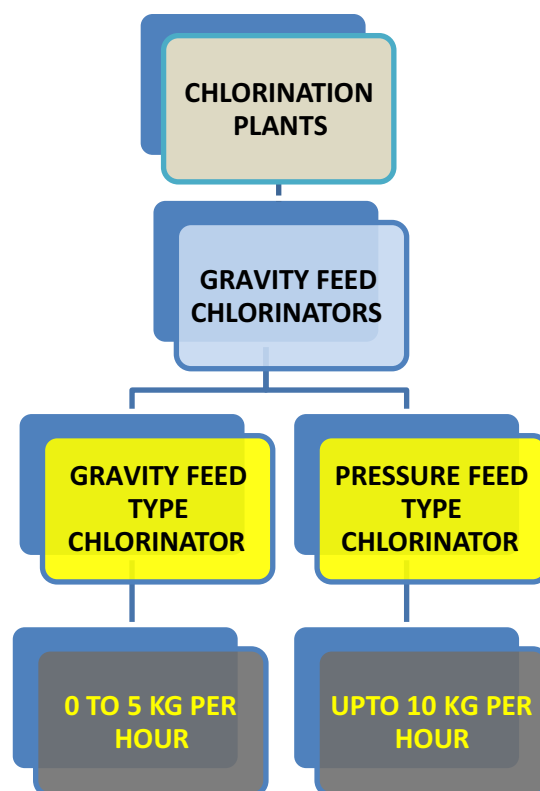 CHLORINATION
PLANTS
GRAVITY FEED
CHLORINATORS
GRAVITY FEED
TYPE
CHLORINATOR
PRESSURE FEED
TYPE
CHLORINATOR
0 TO 5 KG PER
HOUR
UPTO 10 KG PER
HOUR